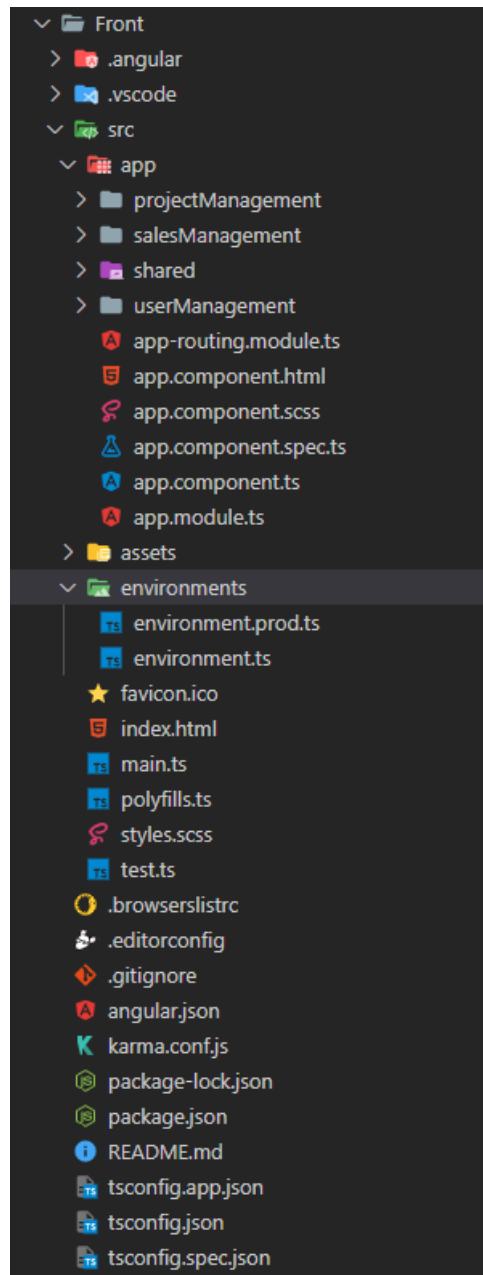 Front
.angular
.vscode
src
app
projectManagement
salesManagement
shared
userManagement
app-routing.module.ts
app.component.html
app.component.scss
app.component.spec.ts
app.component.ts
app.module.ts
assets
environments
environment.prod.ts
environment.ts
favicon.ico
index.html
main.ts
polyfills.ts
styles.scss
test.ts
.browserslistrc
.editorconfig
.gitignore
angular.json
karma.conf.js
package-lock.json
package.json
README.md
tsconfig.app.json
tsconfig.json
tsconfig.spec.json